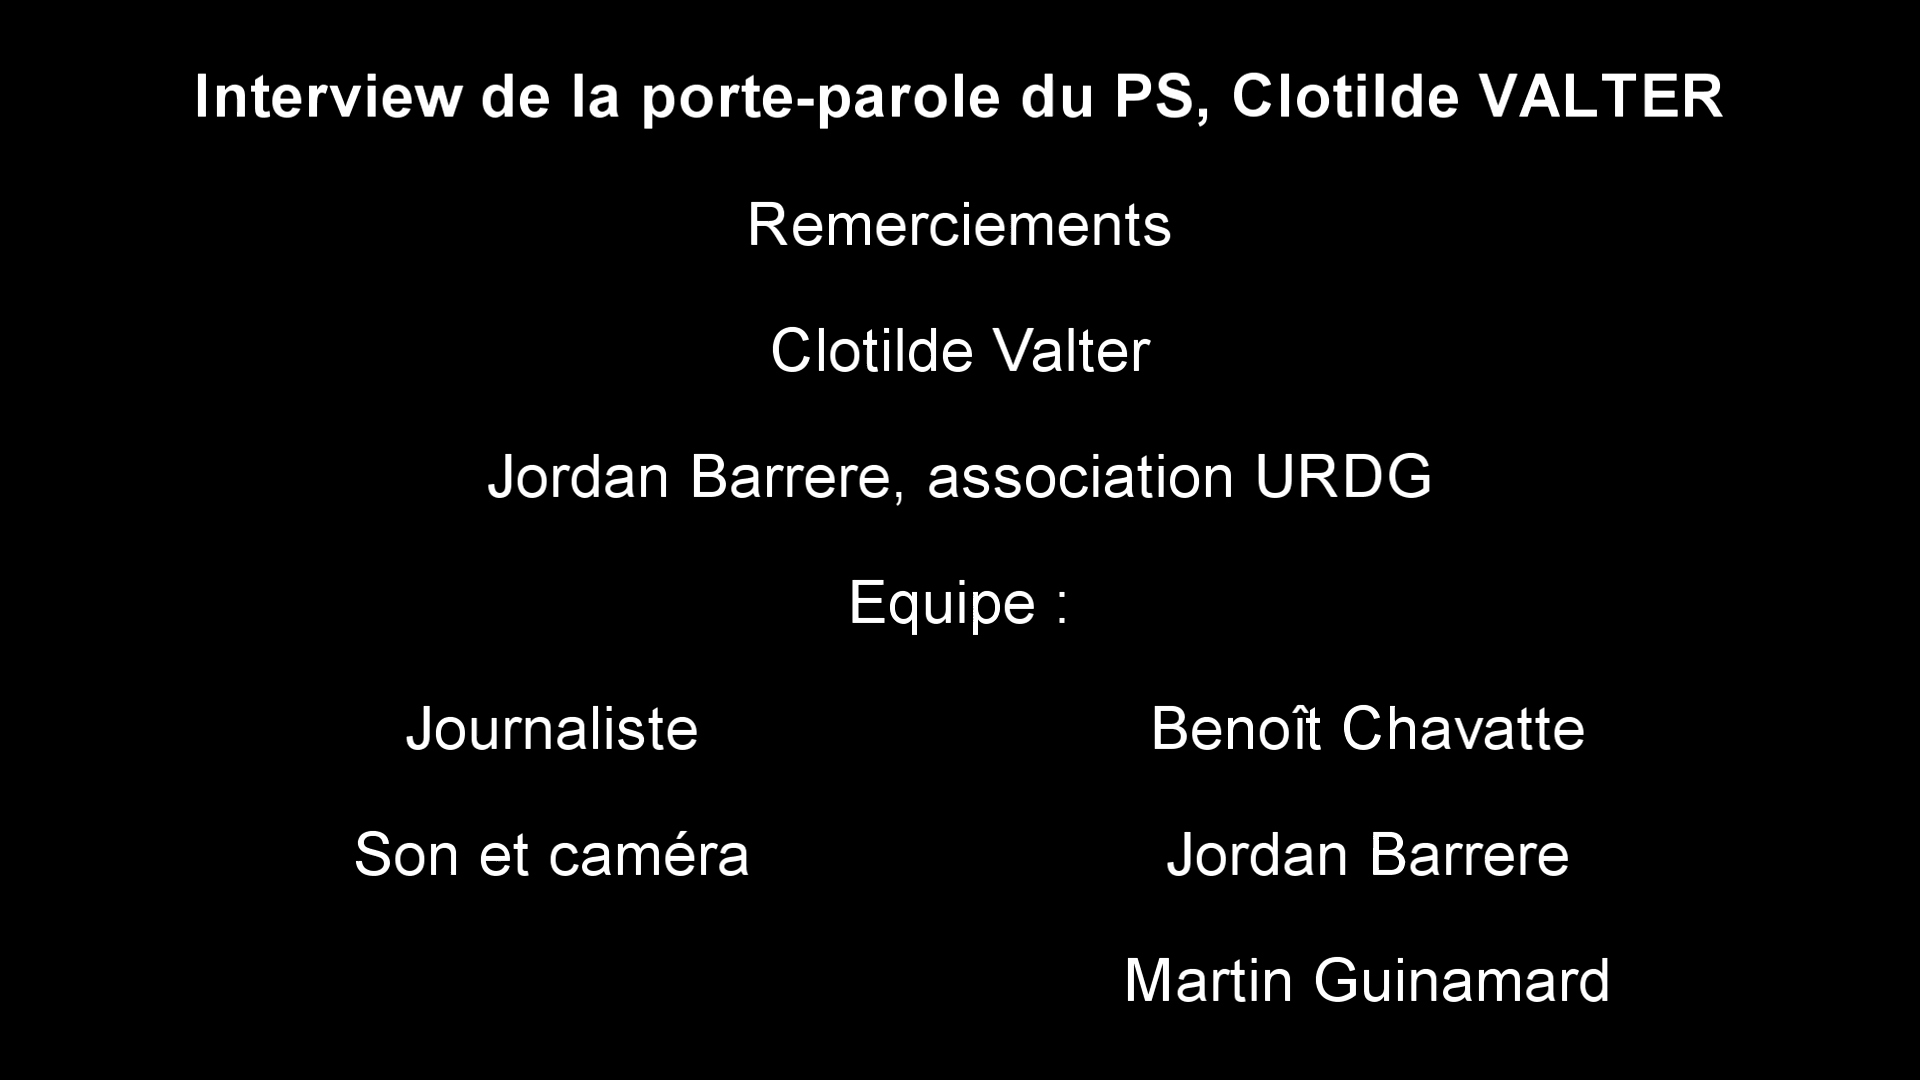 Interview de la porte-parole du PS, Clotilde VALTER
Remerciements
Clotilde Valter
Jordan Barrere, association URDG
Equipe :
Journaliste Benoît Chavatte
Son et caméra Jordan Barrere
Martin Guinamard